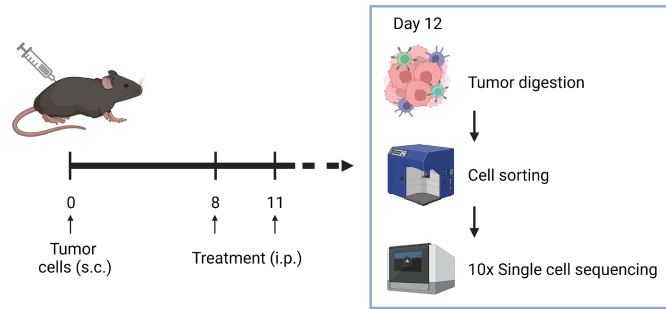 Day 12
Tumor digestion
Cell sorting
10x Single cell sequencing
0
8
11
Tumor
cells (s.c.)
Treatment (i.p.)